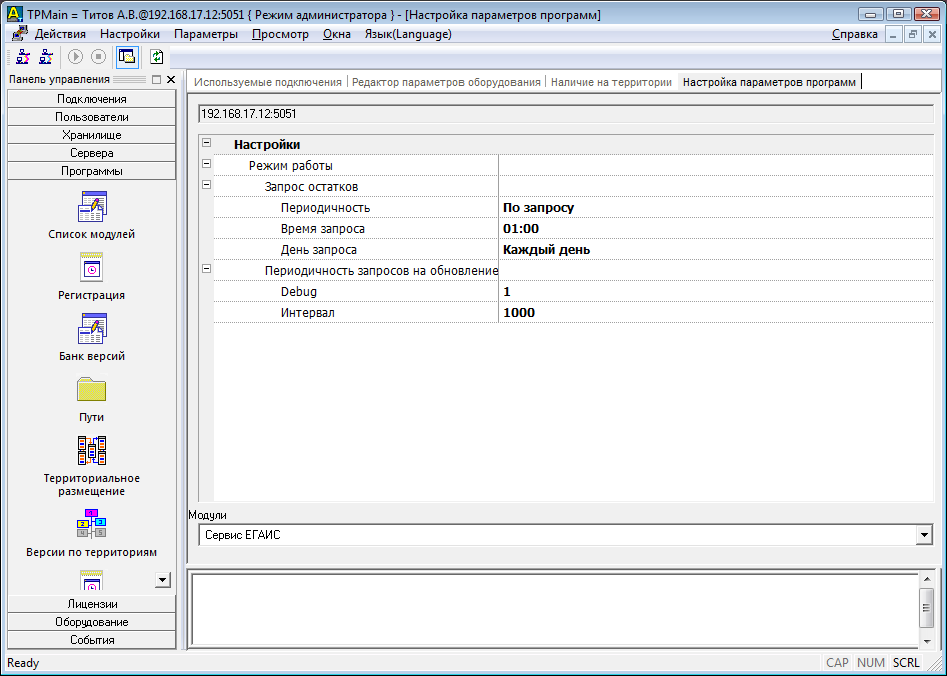 TPMain = Титов А.В.@192.168.17.12:5051 { Режим администратора } - [Настройка параметров программ]
Действия Настройки Параметры Просмотр Окна Язык(Language) Справка
Панель управления
Подключения
Пользователи
Хранилище
Сервера
Программы
Список модулей
Регистрация
Банк версий
Пути
Территориальное
размещение
Версии по территориям
Лицензии
Оборудование
События
Используемые подключения Редактор параметров оборудования Наличие на территории Настройка параметров программ
192.168.17.12:5051
Настройки
Режим работы
Запрос остатков
Периодичность По запросу
Время запроса 01:00
День запроса Каждый день
Периодичность запросов на обновление
Debug 1
Интервал 1000
Модули
Сервис ЕГАИС
Ready CAP NUM SCRL